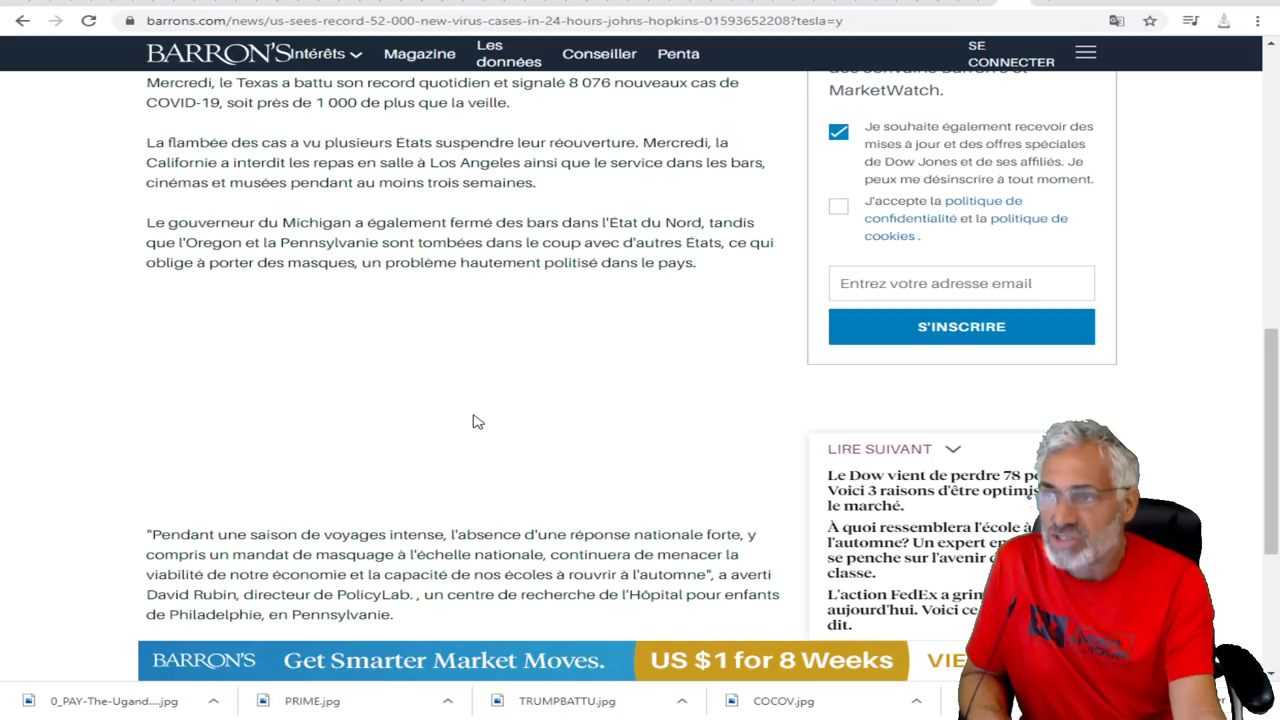 barrons.com/news/us-sees-record-52-000-new-virus-cases-in-24-hours-johns-hopkins-01593652208?tesla=y
BARRON'S
Intérêts
Magazine
Les
données
Conseiller
Penta
SE
CONNECTER
Mercredi, le Texas a battu son record quotidien et signalé 8 076 nouveaux cas de
COVID-19, soit près de 1 000 de plus que la veille.
La flambée des cas a vu plusieurs États suspendre leur réouverture. Mercredi, la
Californie a interdit les repas en salle à Los Angeles ainsi que le service dans les bars,
cinémas et musées pendant au moins trois semaines.
Le gouverneur du Michigan a également fermé des bars dans l'État du Nord, tandis
que l'Oregon et la Pennsylvanie sont tombées dans le coup avec d'autres États, ce qui
oblige à porter des masques, un problème hautement politisé dans le pays.
"Pendant une saison de voyages intense, l'absence d'une réponse nationale forte, y
compris un mandat de masquage à l'échelle nationale, continuera de menacer la
viabilité de notre économie et la capacité de nos écoles à rouvrir à l'automne", a averti
David Rubin, directeur de PolicyLab. , un centre de recherche de l'Hôpital pour enfants
de Philadelphie, en Pennsylvanie.
MarketWatch.
Je souhaite également recevoir des
mises à jour et des offres spéciales
de Dow Jones et de ses affiliés. Je
peux me désinscrire à tout moment.
J'accepte la politique de
confidentialité et la politique de
cookies .
Entrez votre adresse email
S'INSCRIRE
LIRE SUIVANT
Le Dow vient de perdre 78
Voici 3 raisons d'être
le marché.
À quoi ressemblera l'école à
l'automne? Un expert
se penche sur l'avenir
classe.
L'action FedEx a
aujourd'hui. Voici ce
dit.
BARRON'S Get Smarter Market Moves. US $1 for 8 Weeks
0_PAY-The-Ugand....jpg
PRIME.jpg
TRUMPBATTU.jpg
COCOV.jpg